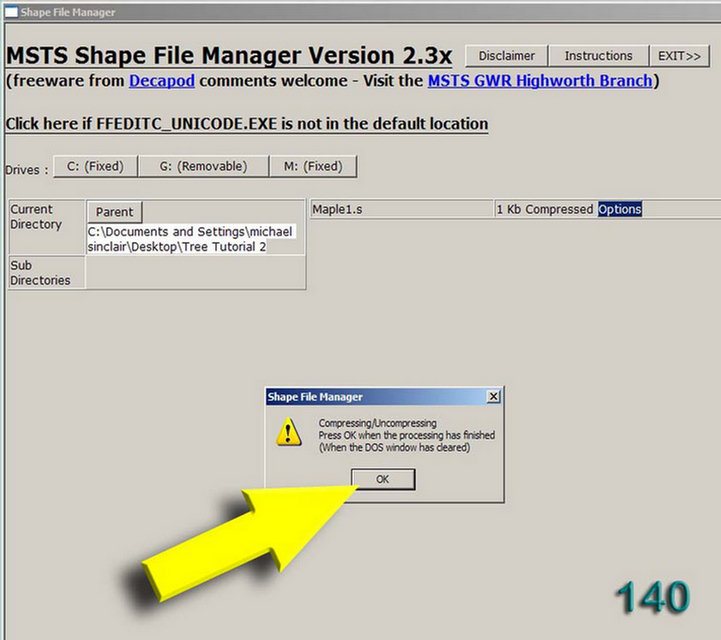 Shape File Manager
MSTS Shape File Manager Version 2.3x
Disclaimer
Instructions
EXIT>>
(freeware from Decapod comments welcome - Visit the MSTS GWR Highworth Branch)
Click here if FFEDITC_UNICODE.EXE is not in the default location
Drives :
C: (Fixed)
G: (Removable)
M: (Fixed)
Current
Directory
Parent
C:\Documents and Settings\michael
sinclair\Desktop\Tree Tutorial 2
Sub
Directories
Maple1.s
1 Kb Compressed Options
Shape File Manager
Compressing/Uncompressing
Press OK when the processing has finished
(When the DOS window has cleared)
OK
140